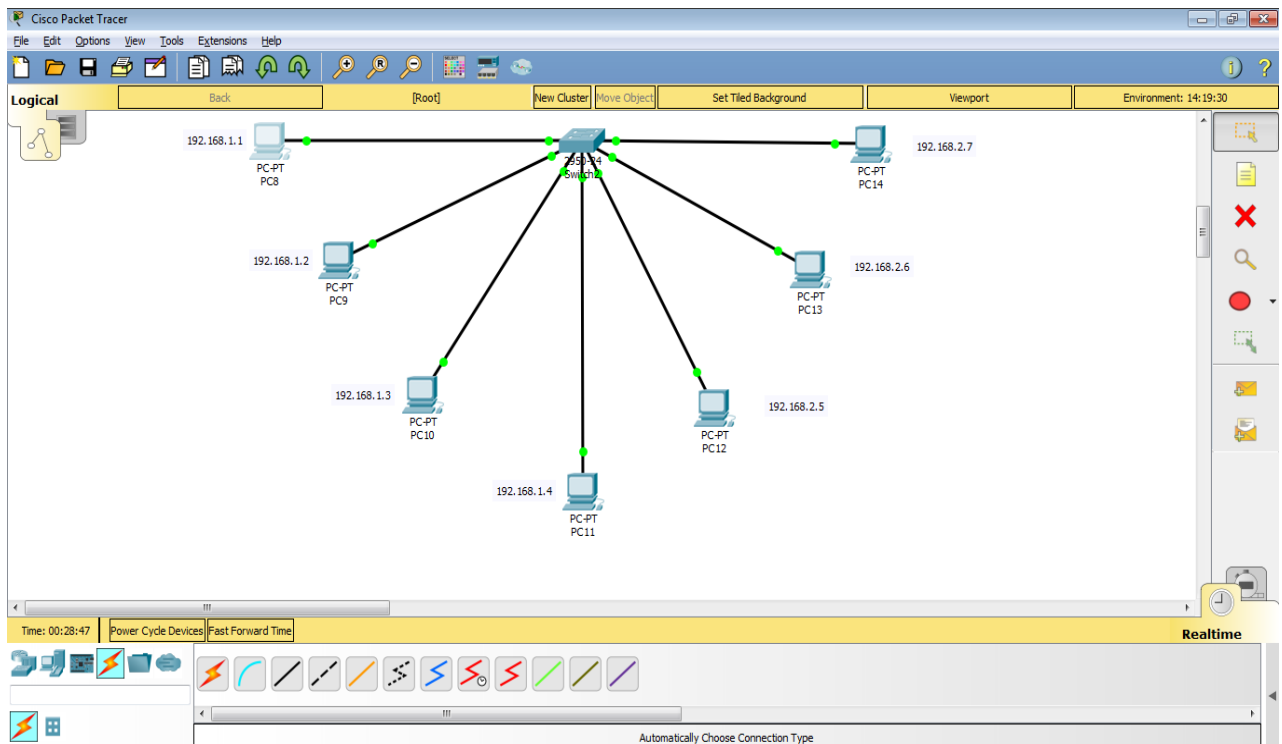 Cisco Packet Tracer
File Edit Options View Tools Extensions Help
Logical Back [Root] New Cluster Move Object Set Tiled Background Viewport Environment: 14:19:30
192.168.1.1
PC-PT
PC8
2950-24
Switch2
PC-PT
PC14
192.168.2.7
192.168.1.2
PC-PT
PC9
192.168.2.6
PC-PT
PC13
192.168.1.3
PC-PT
PC10
192.168.2.5
PC-PT
PC12
192.168.1.4
PC-PT
PC11
Time: 00:28:47 Power Cycle Devices Fast Forward Time Realtime
Automatically Choose Connection Type